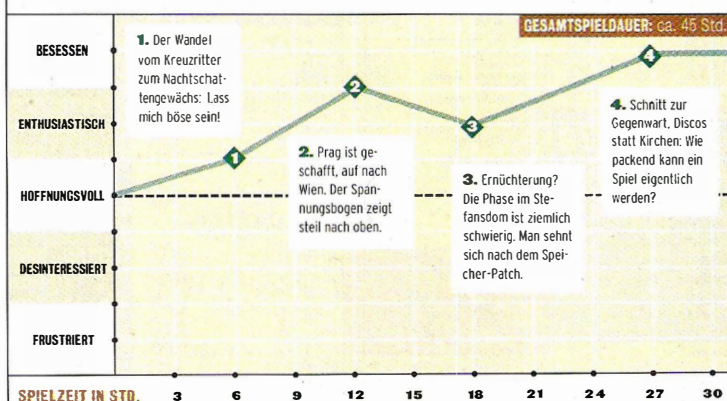 GESAMTSPIELDAUER: ca. 45 Std.
BESESSEN
ENTHUSIASTISCH
HOFFNUNGSVOLL
DESINTERESSIERT
FRUSTRIERT
1. Der Wandel
vom Kreuzritter
zum Nachtschat-
tengewächs: Lass
mich böse sein!
2. Prag ist ge-
schafft, auf nach
Wien. Der Span-
nungsbogen zeigt
steil nach oben.
3. Ernüchterung?
Die Phase im Ste-
fansdom ist ziemlich
schwierig. Man sehnt
sich nach dem Spei-
cher-Patch.
4. Schnitt zur
Gegenwart, Discos
statt Kirchen: Wie
packend kann ein
Spiel eigentlich
werden?
1
2
3
4
SPIELZEIT IN STD. 3 6 9 12 15 18 21 24 27 30